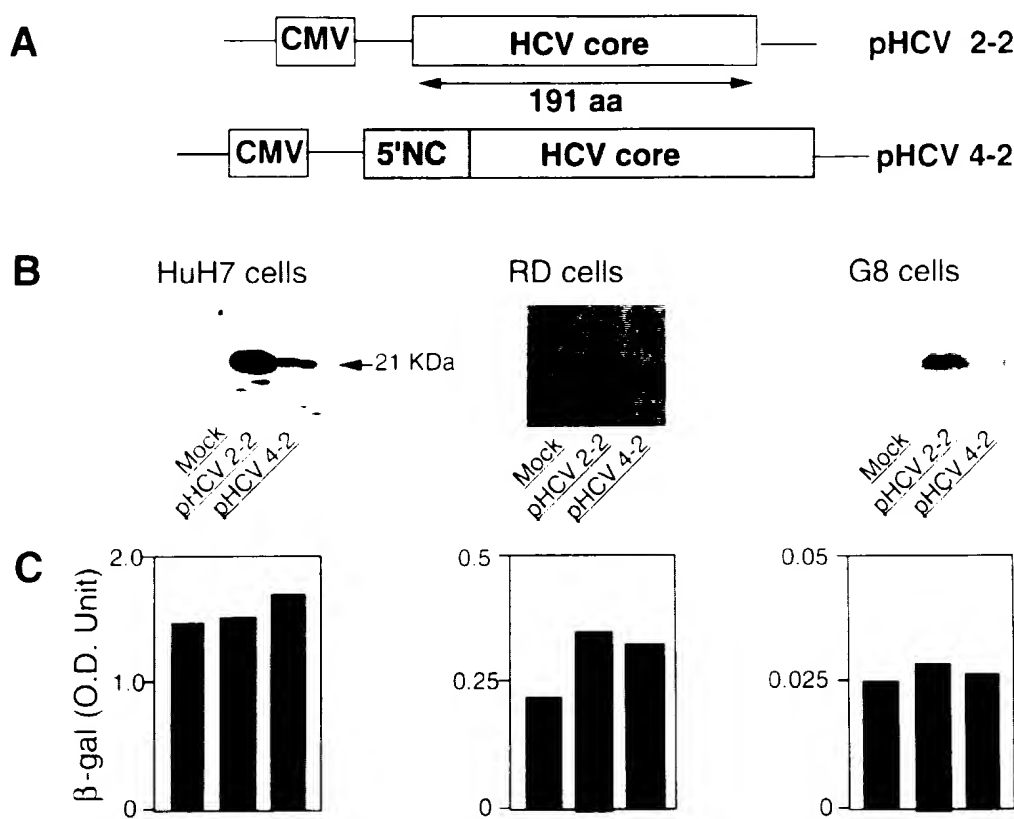 A
CMV
HCV core
pHCV 2-2
191 aa
CMV
5'NC
HCV core
pHCV 4-2
B
HuH7 cells
RD cells
G8 cells
21 KDa
Mock
pHCV 2-2
pHCV 4-2
Mock
pHCV 2-2
pHCV 4-2
Mock
pHCV 2-2
pHCV 4-2
C
β-gal (O.D. Unit)
2.0
1.0
0
0.5
0.25
0
0.05
0.025
0